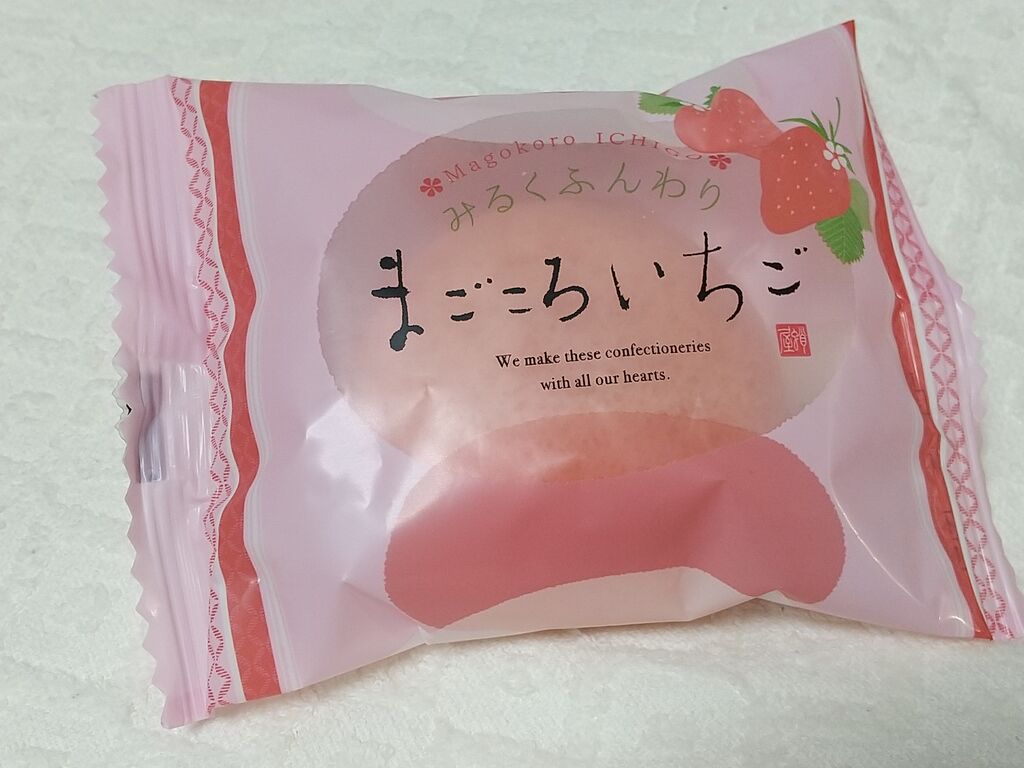 Magokoro ICHIGO
みるくふんわり
まごころいちご
We make these confectioneries
with all our hearts.